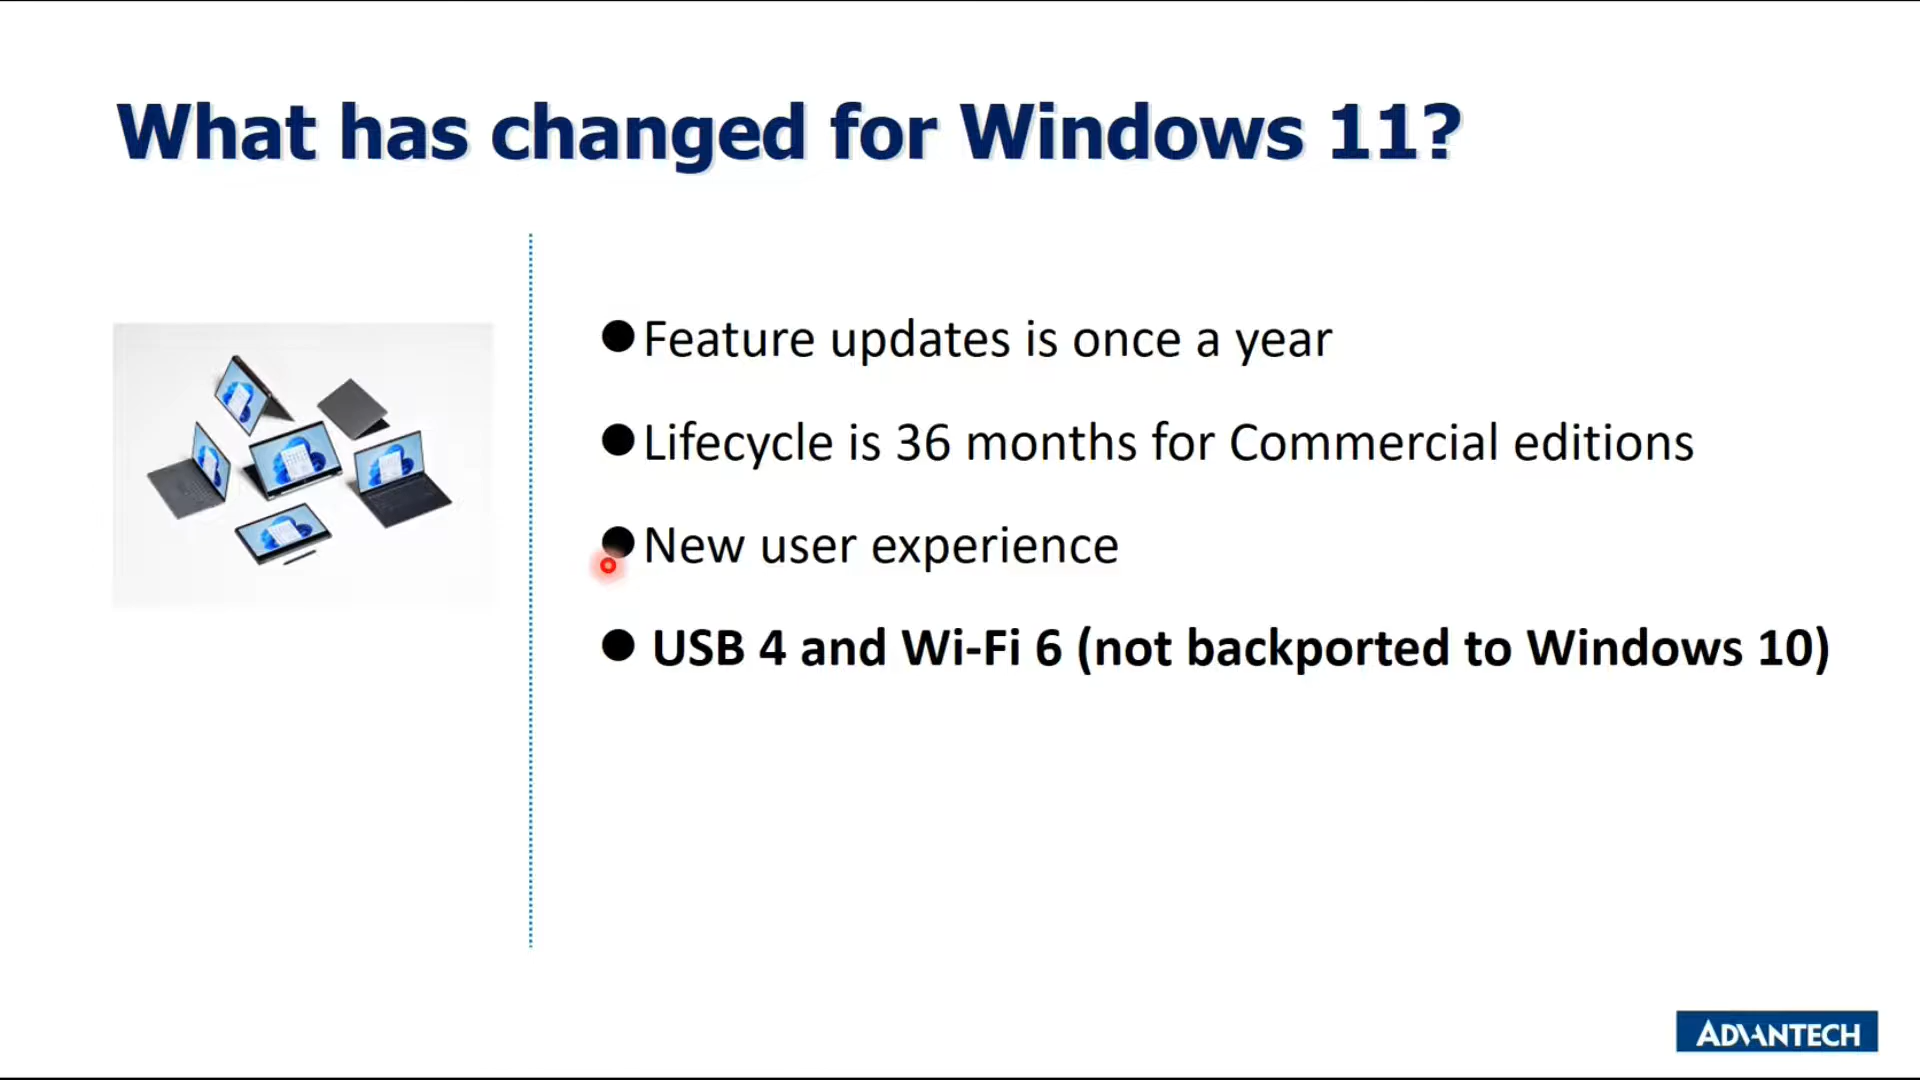 What has changed for Windows 11?
Feature updates is once a year
Lifecycle is 36 months for Commercial editions
New user experience
USB 4 and Wi-Fi 6 (not backported to Windows 10)
ADVANTECH